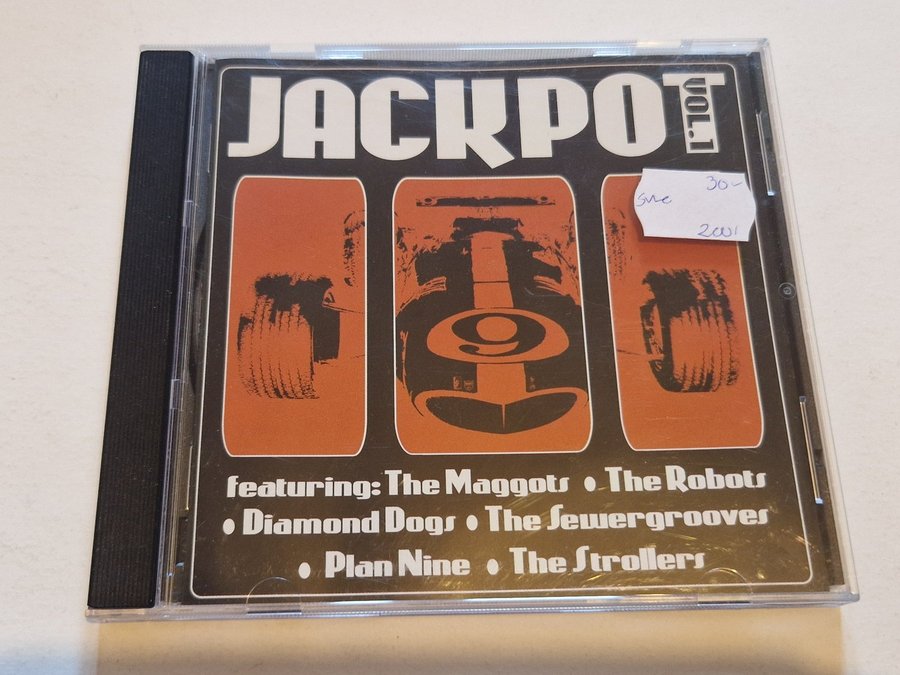 JACKPOT
VOL.1
30:-
SVE
2001
9
featuring: The Maggots • The Robots
• Diamond Dogs • The Sewergrooves
• Plan Nine • The Strollers